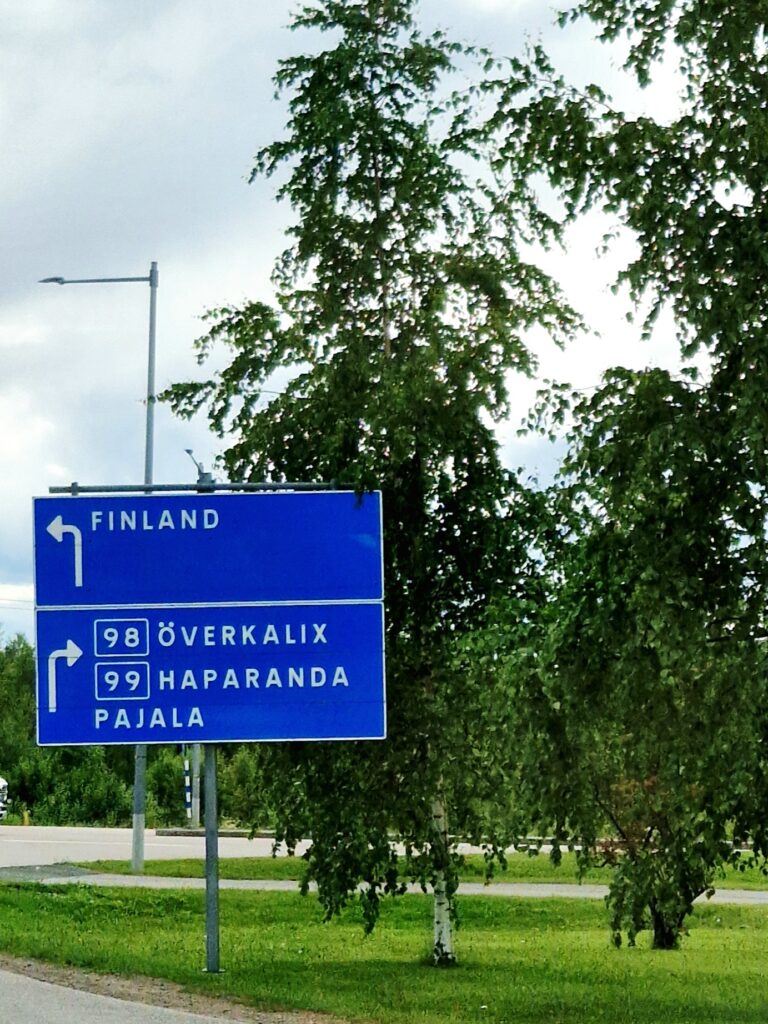 FINLAND
98 ÖVERKALIX
99 HAPARANDA
PAJALA